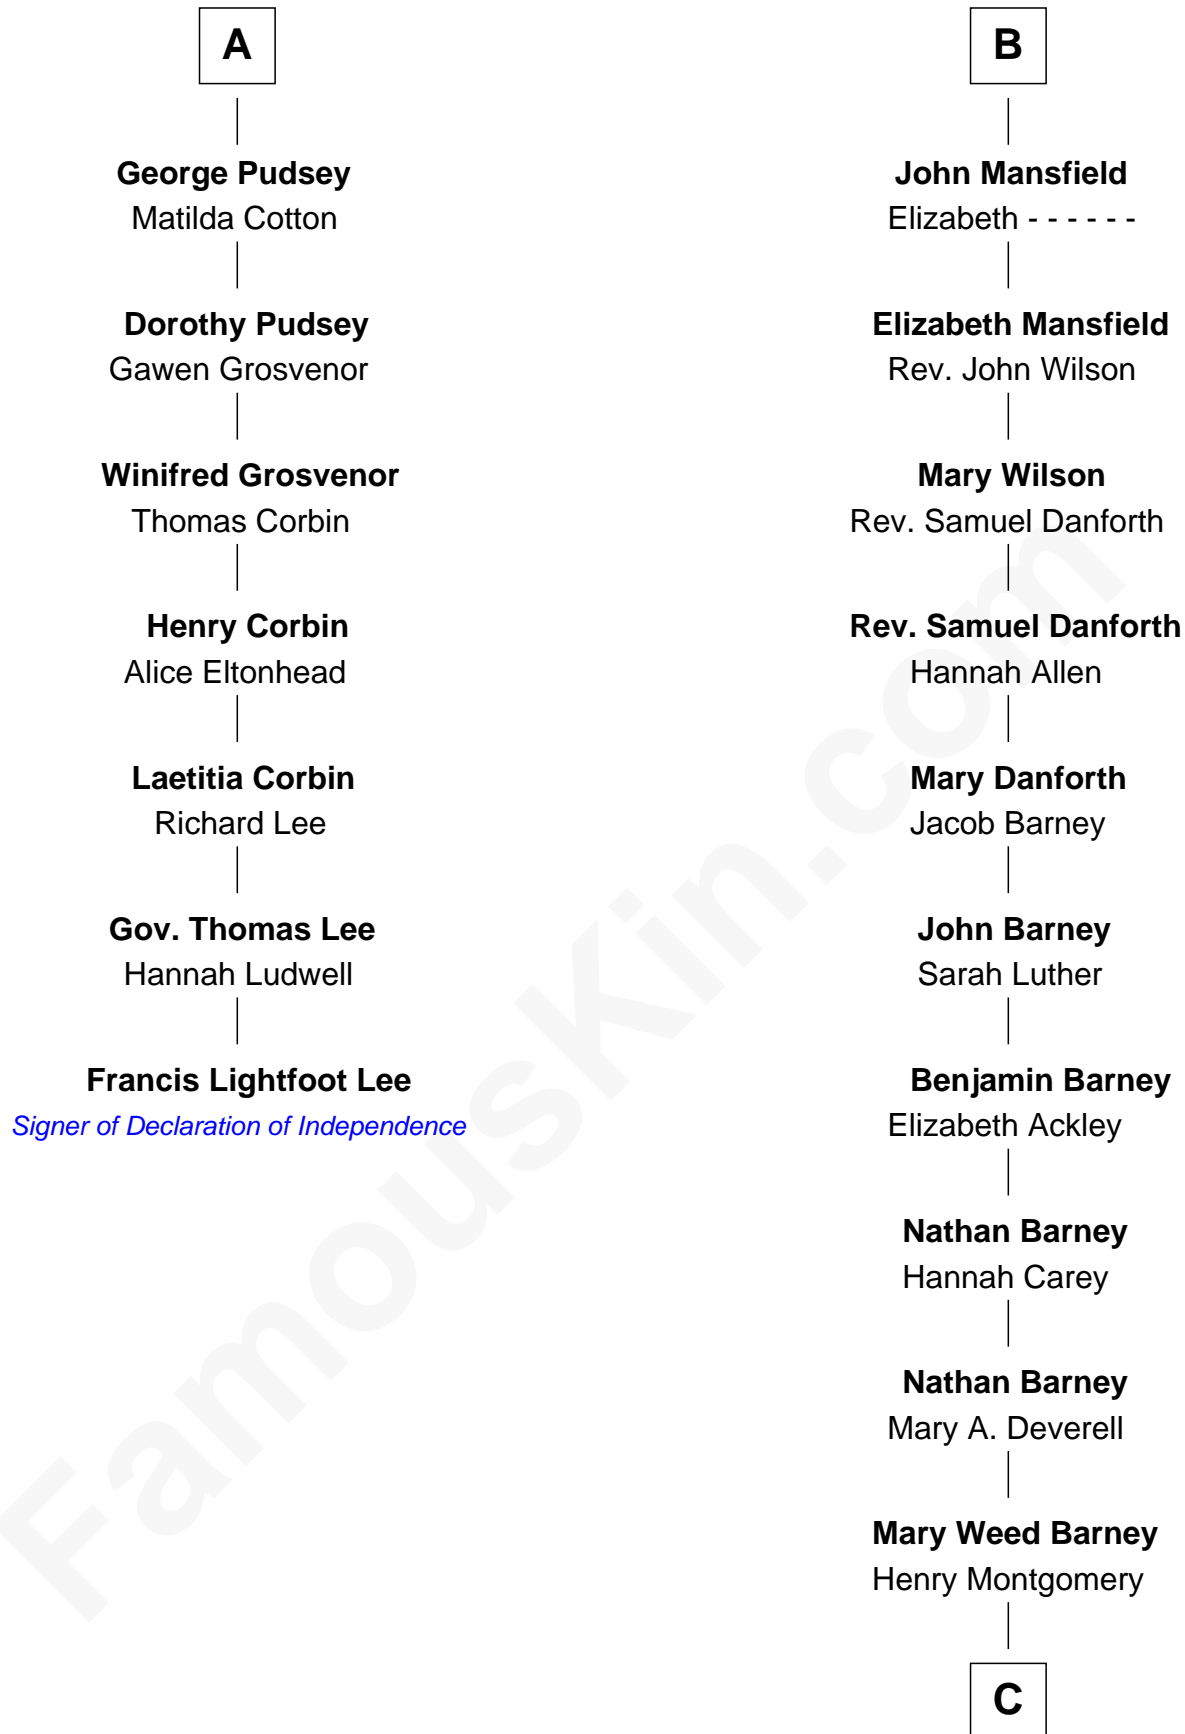 A
George Pudsey
Matilda Cotton
Dorothy Pudsey
Gawen Grosvenor
Winifred Grosvenor
Thomas Corbin
Henry Corbin
Alice Eltonhead
Laetitia Corbin
Richard Lee
Gov. Thomas Lee
Hannah Ludwell
Francis Lightfoot Lee
Signer of Declaration of Independence
B
John Mansfield
Elizabeth - - - - - -
Elizabeth Mansfield
Rev. John Wilson
Mary Wilson
Rev. Samuel Danforth
Rev. Samuel Danforth
Hannah Allen
Mary Danforth
Jacob Barney
John Barney
Sarah Luther
Benjamin Barney
Elizabeth Ackley
Nathan Barney
Hannah Carey
Nathan Barney
Mary A. Deverell
Mary Weed Barney
Henry Montgomery
C
FamousKin.com